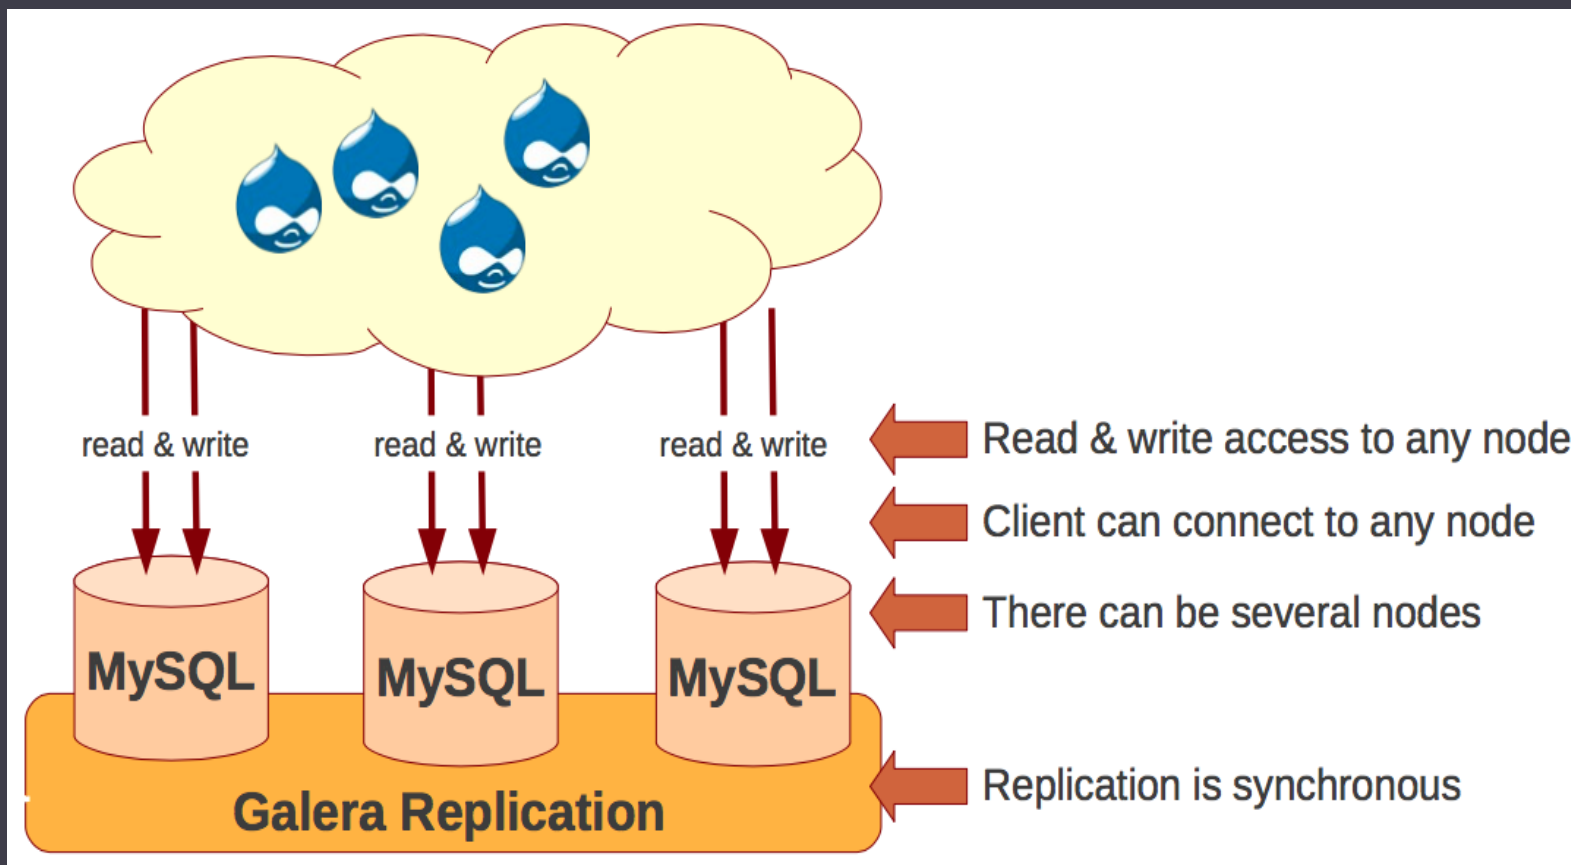 read & write
read & write
read & write
Read & write access to any node
Client can connect to any node
There can be several nodes
MySQL
MySQL
MySQL
Replication is synchronous
Galera Replication